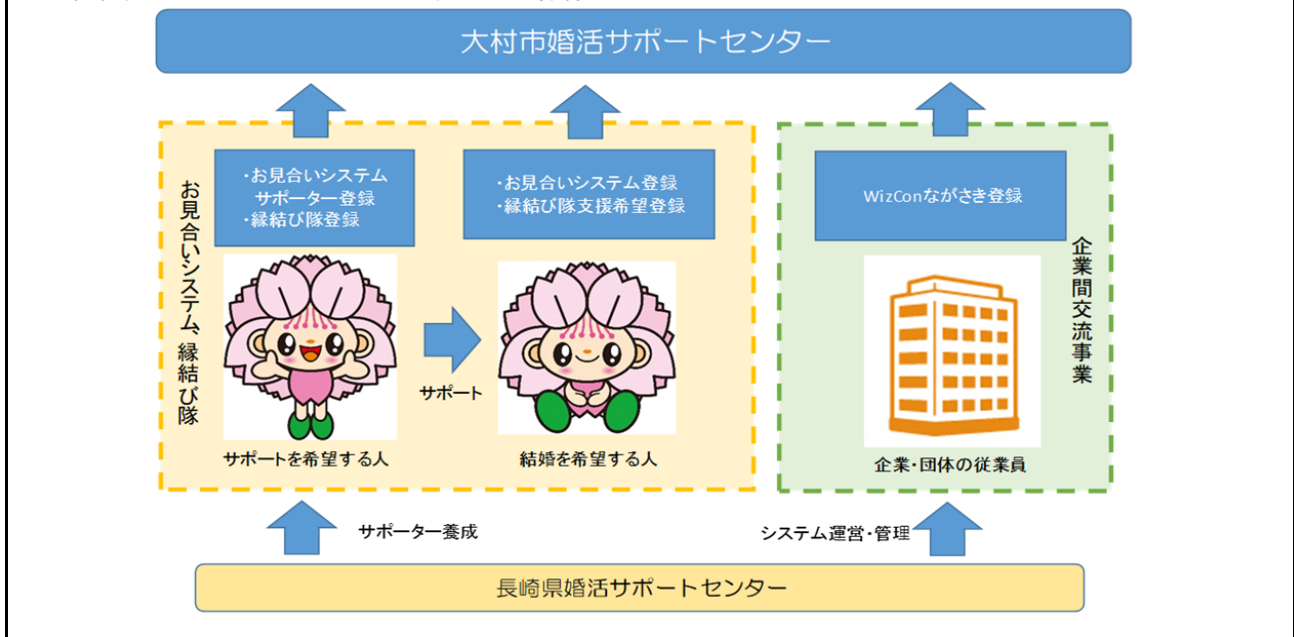 大村市婚活サポートセンター
お見合いシステム、縁結び隊
・お見合いシステム
サポーター登録
・縁結び隊登録
・お見合いシステム登録
・縁結び隊支援希望登録
サポート
サポートを希望する人
結婚を希望する人
WizConながさき登録
企業間交流事業
企業・団体の従業員
サポーター養成
システム運営・管理
長崎県婚活サポートセンター